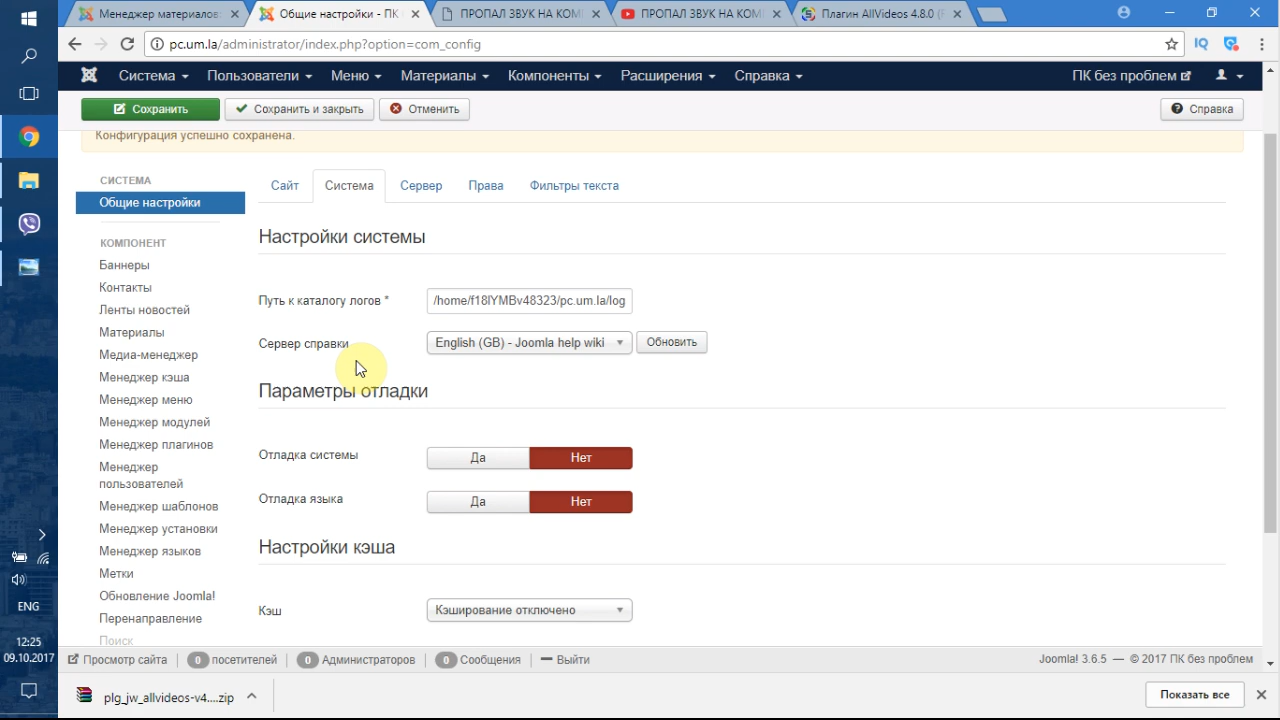 Менеджер материалов:
Общие настройки - ПК
ПРОПАЛ ЗВУК НА КОМ
ПРОПАЛ ЗВУК НА КОМ
Плагин AllVideos 4.8.0 (
pc.um.la/administrator/index.php?option=com_config
IQ
Система
Пользователи
Меню
Материалы
Компоненты
Расширения
Справка
ПК без проблем
Сохранить
Сохранить и закрыть
Отменить
Справка
Конфигурация успешно сохранена.
СИСТЕМА
Общие настройки
КОМПОНЕНТ
Баннеры
Контакты
Ленты новостей
Материалы
Медиа-менеджер
Менеджер кэша
Менеджер меню
Менеджер модулей
Менеджер плагинов
Менеджер
пользователей
Менеджер шаблонов
Менеджер установки
Менеджер языков
Метки
Обновление Joomla!
Перенаправление
Поиск
Сайт
Система
Сервер
Права
Фильтры текста
Настройки системы
Путь к каталогу логов *
/home/f18lYMBv48323/pc.um.la/log
Сервер справки
English (GB) - Joomla help wiki
Обновить
Параметры отладки
Отладка системы
Да
Нет
Отладка языка
Да
Нет
Настройки кэша
Кэш
Кэширование отключено
Просмотр сайта
0 посетителей
0 Администраторов
0 Сообщения
Выйти
Joomla! 3.6.5 — © 2017 ПК без проблем
plg_jw_allvideos-v4....zip
Показать все
ENG
12:25
09.10.2017